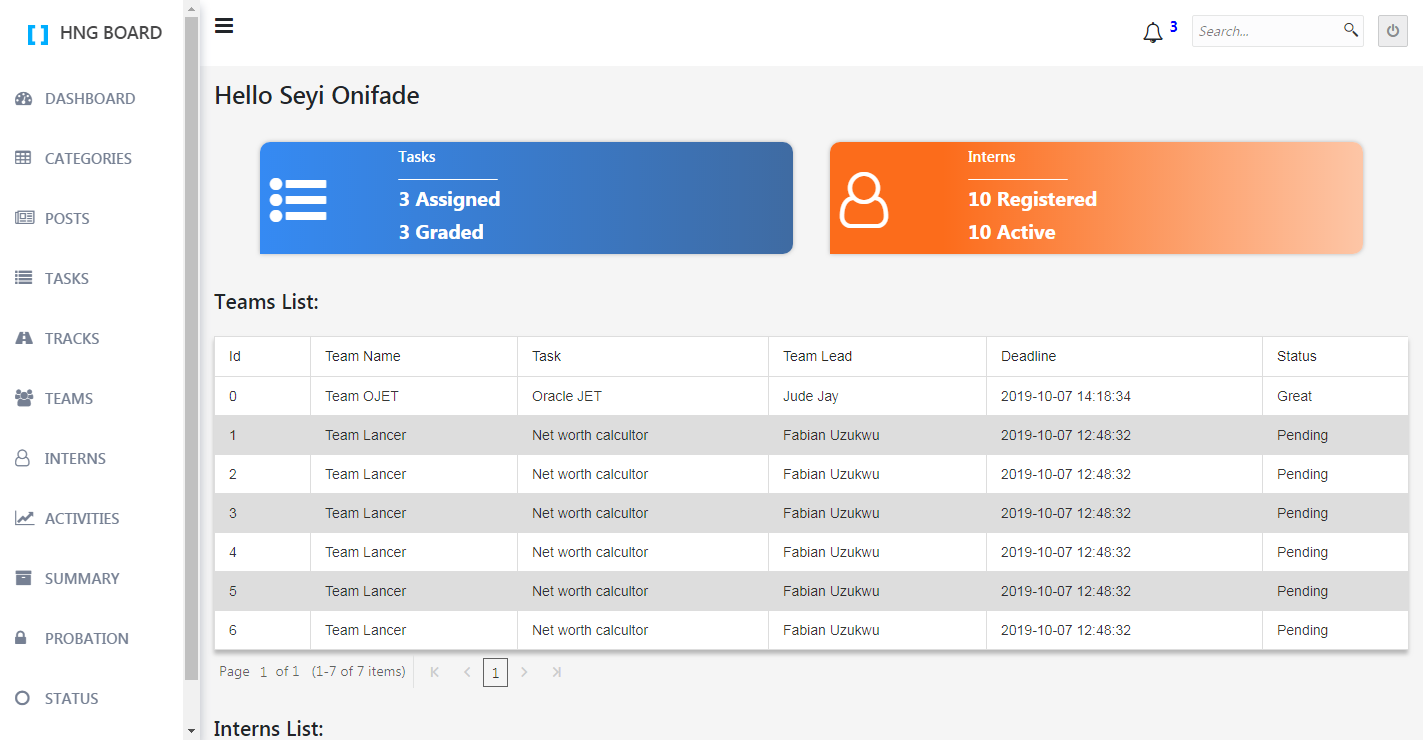 HNG BOARD
3
Search...
DASHBOARD
CATEGORIES
POSTS
TASKS
TRACKS
TEAMS
INTERNS
ACTIVITIES
SUMMARY
PROBATION
STATUS
Hello Seyi Onifade
Tasks
3 Assigned
3 Graded
Interns
10 Registered
10 Active
Teams List:
Id Team Name Task Team Lead Deadline Status
0 Team OJET Oracle JET Jude Jay 2019-10-07 14:18:34 Great
1 Team Lancer Net worth calcultor Fabian Uzukwu 2019-10-07 12:48:32 Pending
2 Team Lancer Net worth calcultor Fabian Uzukwu 2019-10-07 12:48:32 Pending
3 Team Lancer Net worth calcultor Fabian Uzukwu 2019-10-07 12:48:32 Pending
4 Team Lancer Net worth calcultor Fabian Uzukwu 2019-10-07 12:48:32 Pending
5 Team Lancer Net worth calcultor Fabian Uzukwu 2019-10-07 12:48:32 Pending
6 Team Lancer Net worth calcultor Fabian Uzukwu 2019-10-07 12:48:32 Pending
Page 1 of 1 (1-7 of 7 items) 1
Interns List: